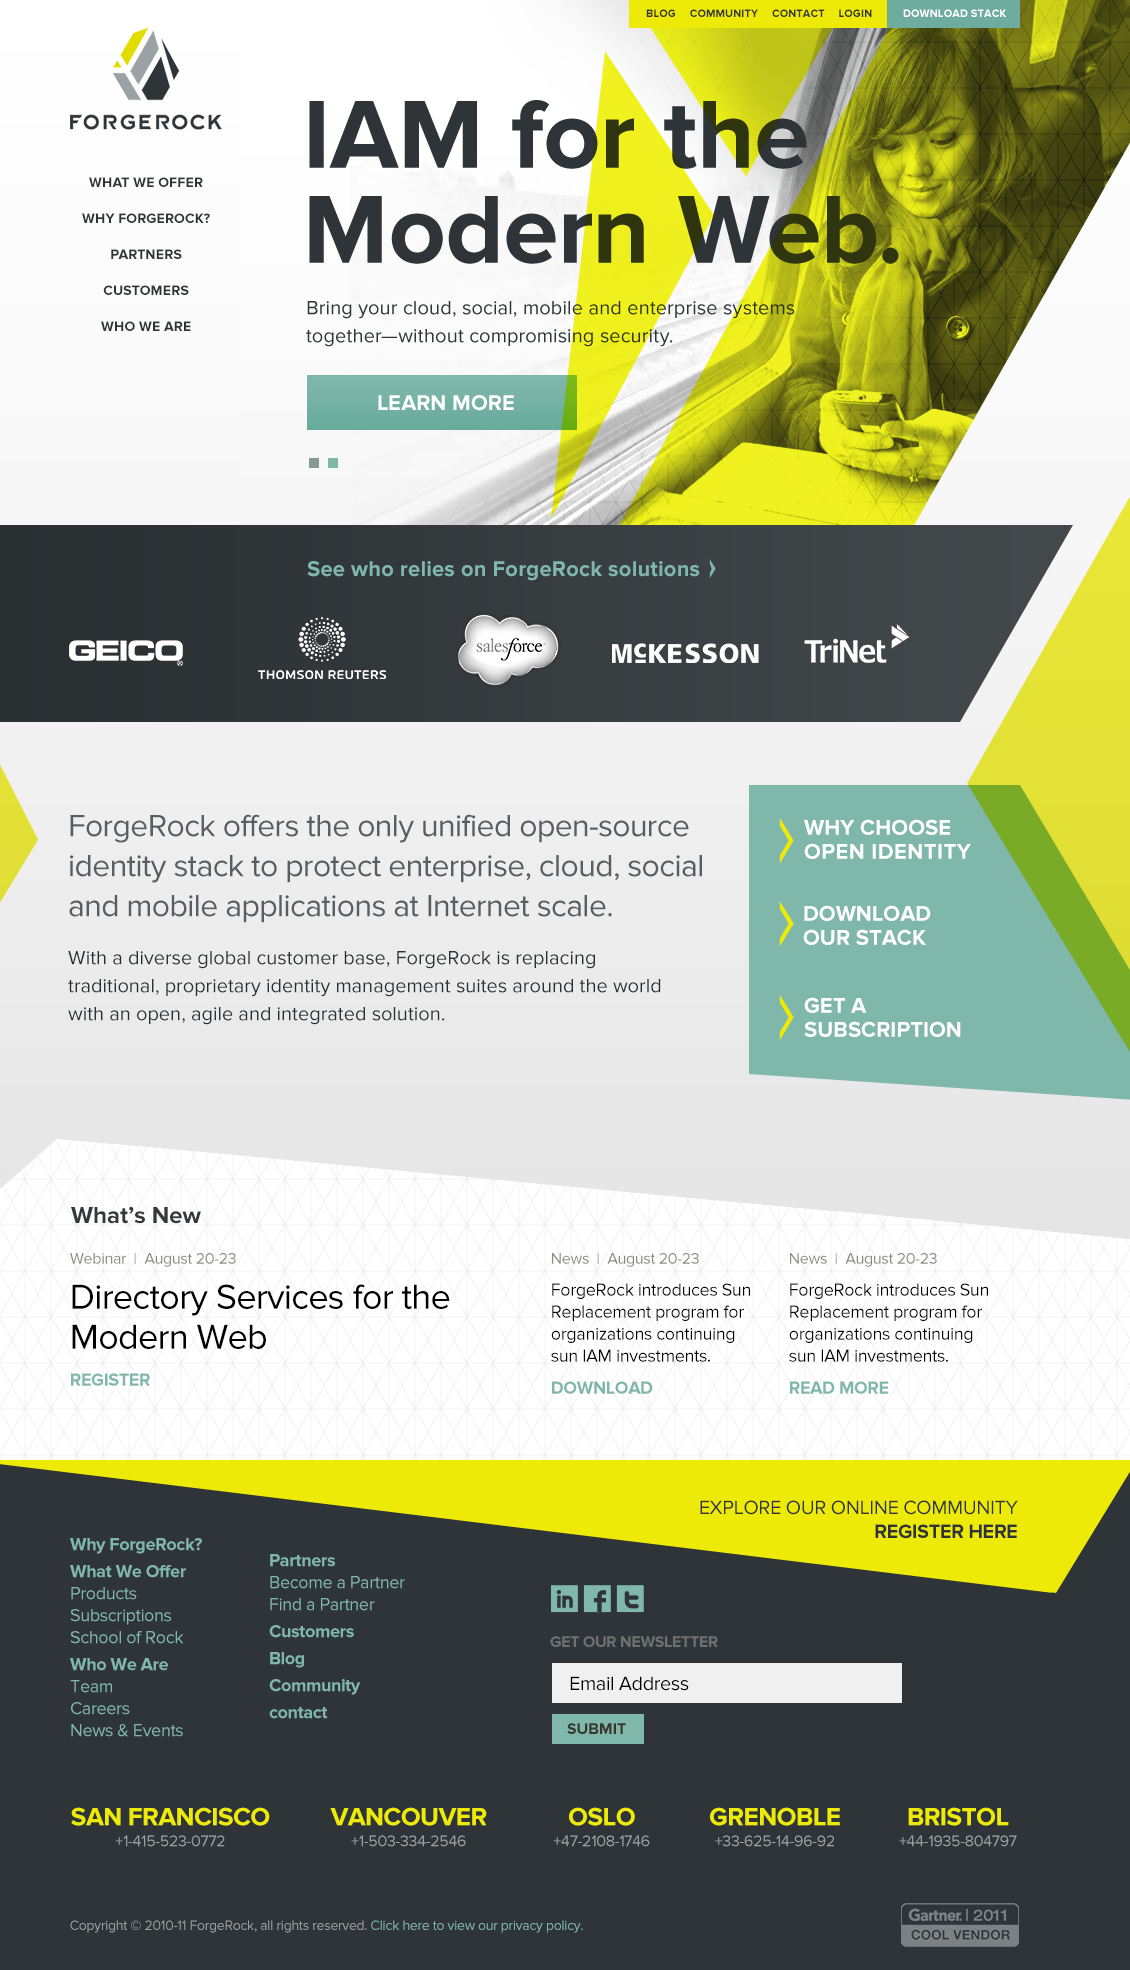 BLOG COMMUNITY CONTACT LOGIN DOWNLOAD STACK
FORGEROCK
WHAT WE OFFER
WHY FORGEROCK?
PARTNERS
CUSTOMERS
WHO WE ARE
IAM for the
Modern Web.
Bring your cloud, social, mobile and enterprise systems
together—without compromising security.
LEARN MORE
See who relies on ForgeRock solutions
GEICO
THOMSON REUTERS
salesforce
MCKESSON
TriNet
ForgeRock offers the only unified open-source
identity stack to protect enterprise, cloud, social
and mobile applications at Internet scale.
With a diverse global customer base, ForgeRock is replacing
traditional, proprietary identity management suites around the world
with an open, agile and integrated solution.
WHY CHOOSE
OPEN IDENTITY
DOWNLOAD
OUR STACK
GET A
SUBSCRIPTION
What's New
Webinar | August 20-23
Directory Services for the
Modern Web
REGISTER
News | August 20-23
ForgeRock introduces Sun
Replacement program for
organizations continuing
sun IAM investments.
DOWNLOAD
News | August 20-23
ForgeRock introduces Sun
Replacement program for
organizations continuing
sun IAM investments.
READ MORE
EXPLORE OUR ONLINE COMMUNITY
REGISTER HERE
Why ForgeRock?
What We Offer
Products
Subscriptions
School of Rock
Who We Are
Team
Careers
News & Events
Partners
Become a Partner
Find a Partner
Customers
Blog
Community
contact
in f t
GET OUR NEWSLETTER
Email Address
SUBMIT
SAN FRANCISCO
+1-415-523-0772
VANCOUVER
+1-503-334-2546
OSLO
+47-2108-1746
GRENOBLE
+33-625-14-96-92
BRISTOL
+44-1935-804797
Copyright © 2010-11 ForgeRock, all rights reserved. Click here to view our privacy policy.
Gartner. | 2011
COOL VENDOR